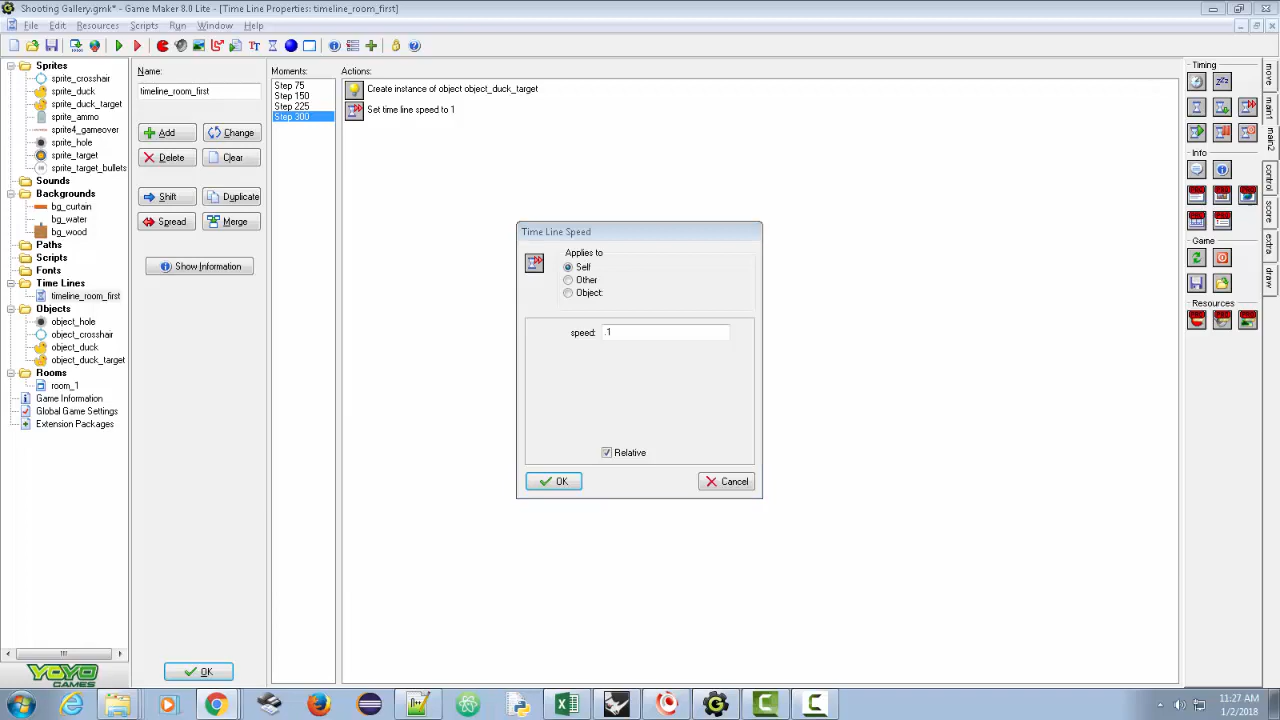 Shooting Gallery.gmk* - Game Maker 8.0 Lite - [Time Line Properties: timeline_room_first]
File Edit Resources Scripts Run Window Help
Sprites
sprite_crosshair
sprite_duck
sprite_duck_target
sprite_ammo
sprite4_gameover
sprite_hole
sprite_target
sprite_target_bullets
Sounds
Backgrounds
bg_curtain
bg_water
bg_wood
Paths
Scripts
Fonts
Time Lines
timeline_room_first
Objects
object_hole
object_crosshair
object_duck
object_duck_target
Rooms
room_1
Game Information
Global Game Settings
Extension Packages
YOYO
GAMES
Name:
timeline_room_first
Add Change
Delete Clear
Shift Duplicate
Spread Merge
Show Information
OK
Moments:
Step 75
Step 150
Step 225
Step 300
Actions:
Create instance of object object_duck_target
Set time line speed to 1
Time Line Speed
Applies to
Self
Other
Object:
speed: .1
Relative
OK Cancel
Timing
Info
Game
Resources
move
main1
main2
control
score
extra
draw
11:27 AM
1/2/2018